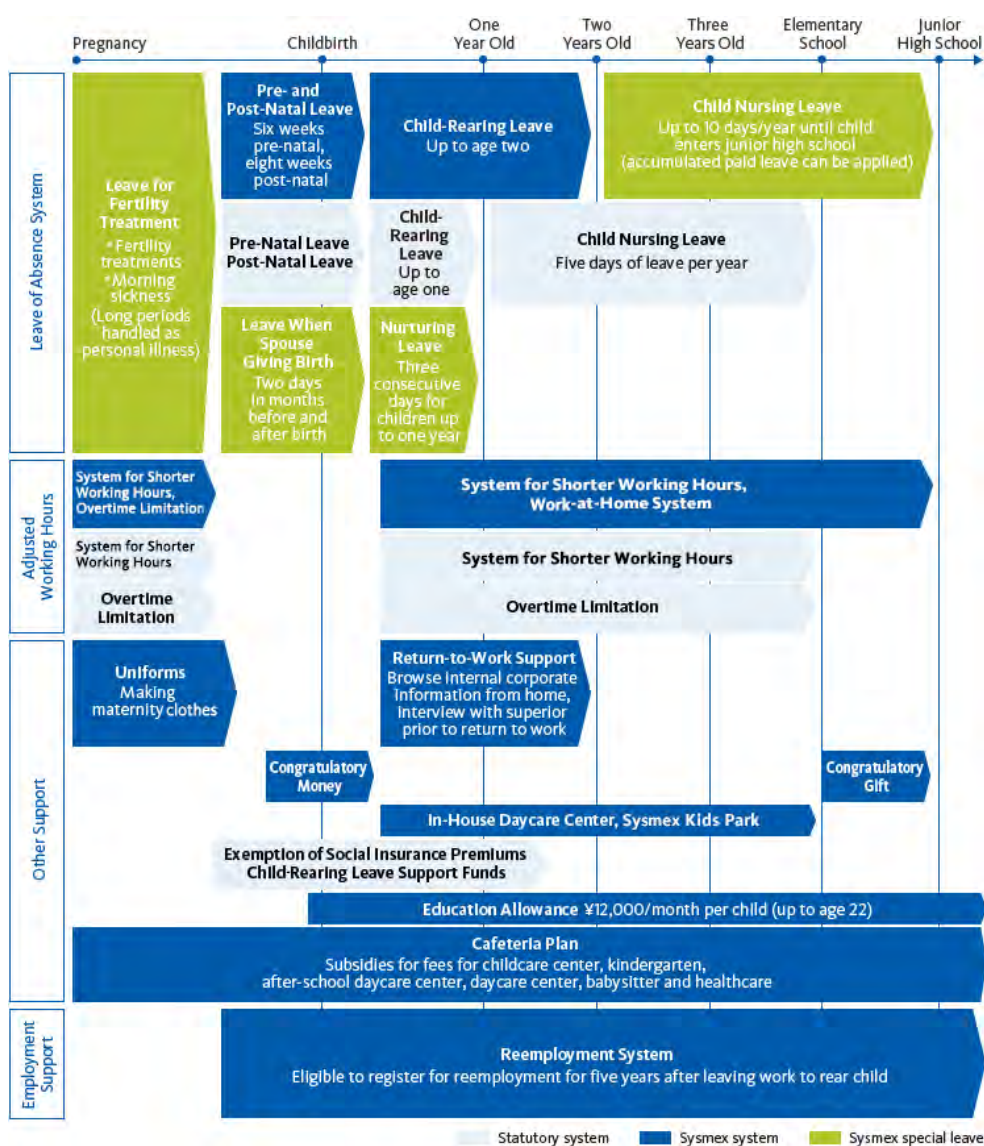 Pregnancy
Childbirth
One
Year Old
Two
Years Old
Three
Years Old
Elementary
School
Junior
High School
Leave of Absence System
Leave for
Fertility
Treatment
*Fertility
treatments
*Morning
sickness
(Long periods
handled as
personal illness)
Pre- and
Post-Natal Leave
Six weeks
pre-natal,
eight weeks
post-natal
Child-Rearing Leave
Up to age two
Child Nursing Leave
Up to 10 days/year until child
enters junior high school
(accumulated paid leave can be applied)
Pre-Natal Leave
Post-Natal Leave
Child-
Rearing
Leave
Up to
age one
Child Nursing Leave
Five days of leave per year
Leave When
Spouse
Giving Birth
Two days
in months
before and
after birth
Nurturing
Leave
Three
consecutive
days for
children up
to one year
Adjusted
Working Hours
System for Shorter
Working Hours,
Overtime Limitation
System for Shorter Working Hours,
Work-at-Home System
System for Shorter
Working Hours
System for Shorter Working Hours
Overtime
Limitation
Overtime Limitation
Other Support
Uniforms
Making
maternity clothes
Return-to-Work Support
Browse internal corporate
information from home,
interview with superior
prior to return to work
Congratulatory
Money
Congratulatory
Gift
In-House Daycare Center, Sysmex Kids Park
Exemption of Social Insurance Premiums
Child-Rearing Leave Support Funds
Education Allowance ¥12,000/month per child (up to age 22)
Cafeteria Plan
Subsidies for fees for childcare center, kindergarten,
after-school daycare center, daycare center, babysitter and healthcare
Employment
Support
Reemployment System
Eligible to register for reemployment for five years after leaving work to rear child
Statutory system
Sysmex system
Sysmex special leave